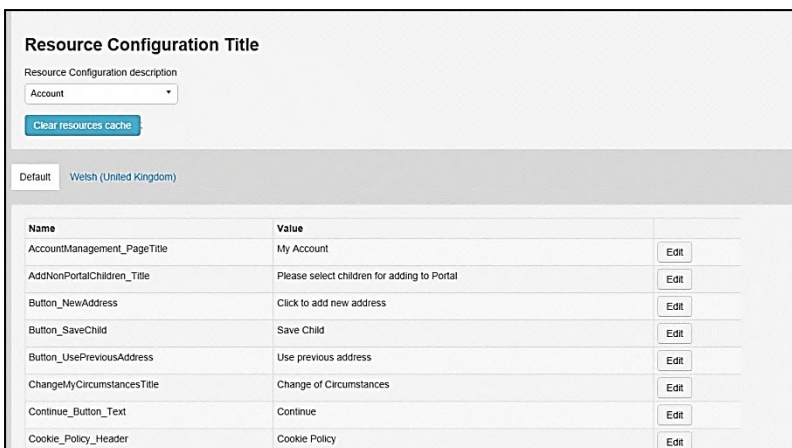 Resource Configuration Title
Resource Configuration description
Account
Clear resources cache
Default Welsh (United Kingdom)
Name Value
AccountManagement_PageTitle My Account Edit
AddNonPortalChildren_Title Please select children for adding to Portal Edit
Button_NewAddress Click to add new address Edit
Button_SaveChild Save Child Edit
Button_UsePreviousAddress Use previous address Edit
ChangeMyCircumstancesTitle Change of Circumstances Edit
Continue_Button_Text Continue Edit
Cookie_Policy_Header Cookie Policy Edit